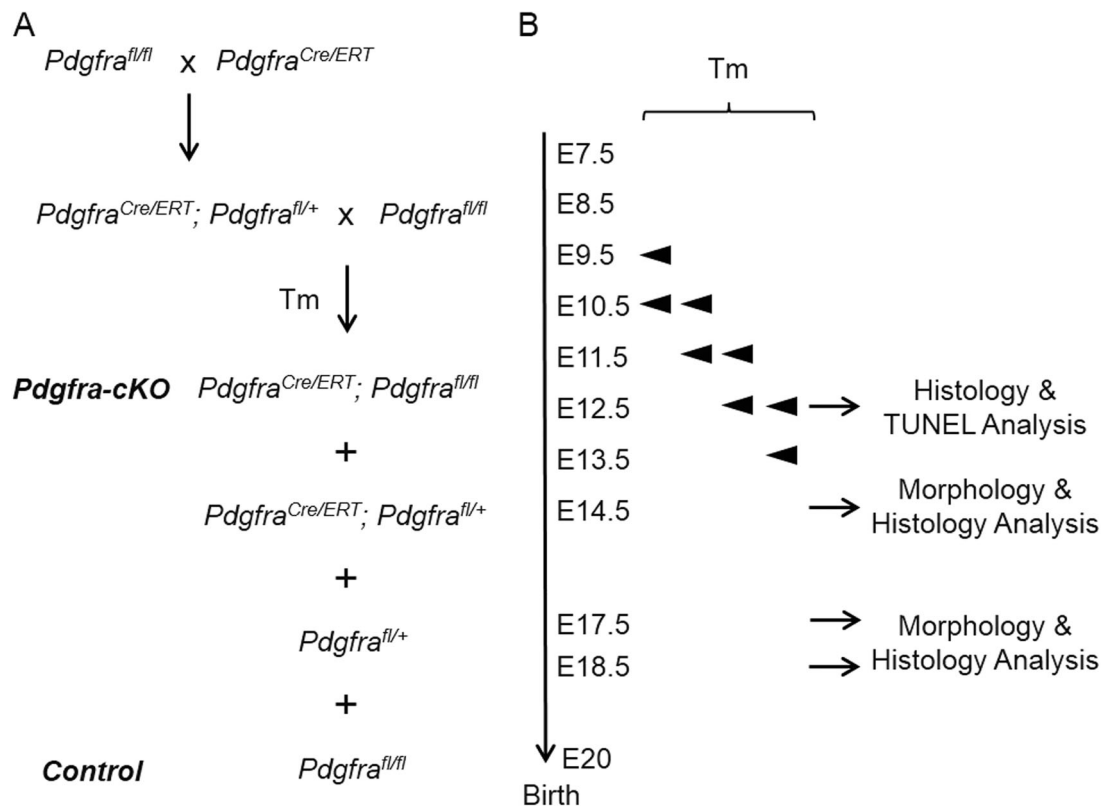 A
Pdgfra^fl/fl x Pdgfra^Cre/ERT
Pdgfra^Cre/ERT; Pdgfra^fl/+ x Pdgfra^fl/fl
Tm
Pdgfra-cKO Pdgfra^Cre/ERT; Pdgfra^fl/fl
+
Pdgfra^Cre/ERT; Pdgfra^fl/+
+
Pdgfra^fl/+
+
Control Pdgfra^fl/fl
B
Tm
E7.5
E8.5
E9.5
E10.5
E11.5
E12.5
Histology &
TUNEL Analysis
E13.5
E14.5
Morphology &
Histology Analysis
E17.5
E18.5
Morphology &
Histology Analysis
E20
Birth